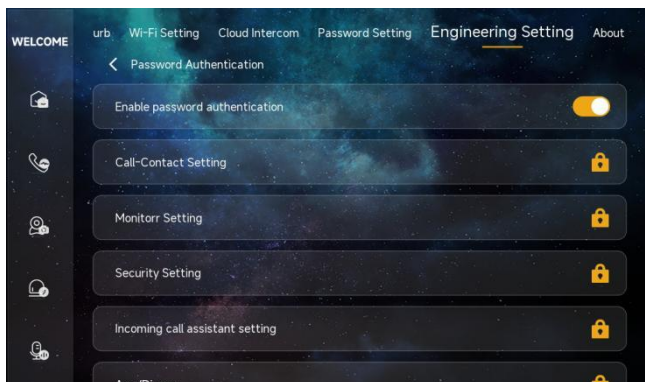 WELCOME
urb Wi-Fi Setting Cloud Intercom Password Setting Engineering Setting About
Password Authentication
Enable password authentication
Call-Contact Setting
Monitorr Setting
Security Setting
Incoming call assistant setting